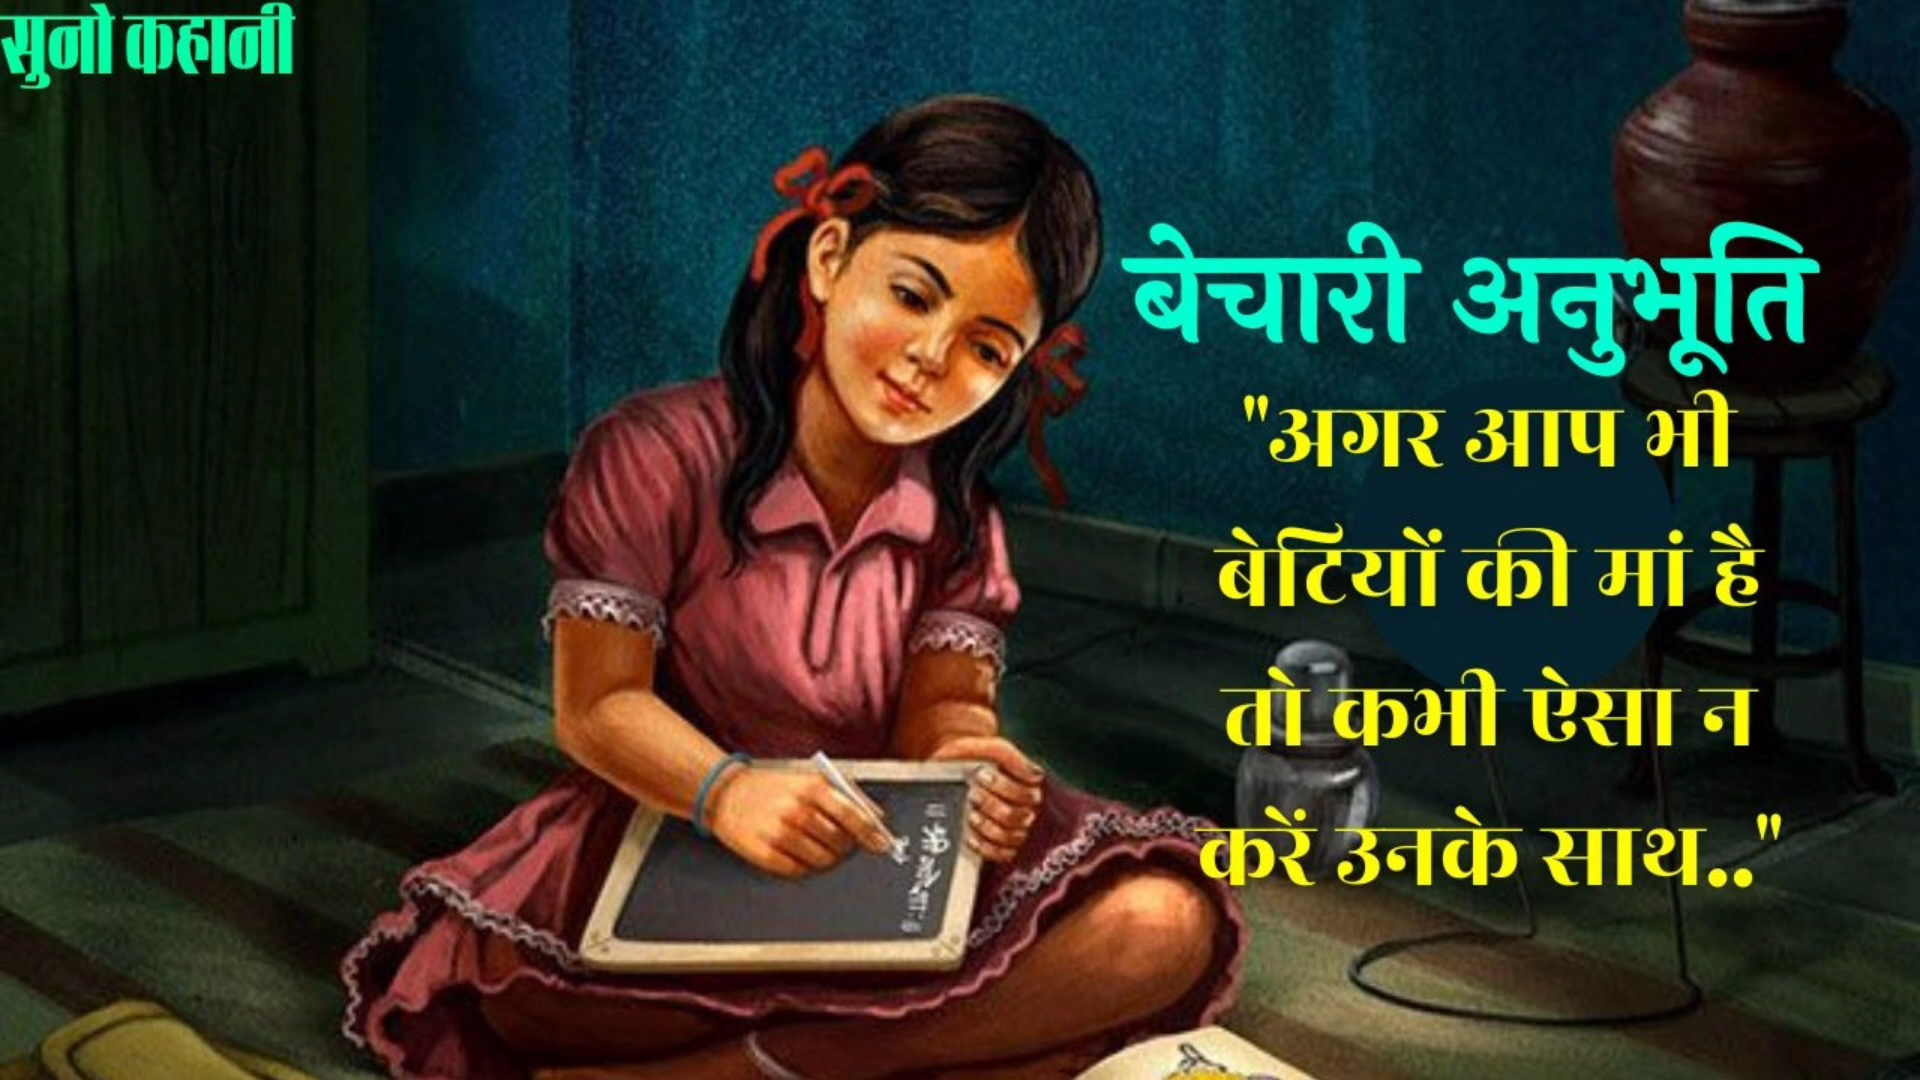 सुनो कहानी
बेचारी अनुभूति
"अगर आप भी
बेटियों की मां है
तो कभी ऐसा न
करें उनके साथ.."